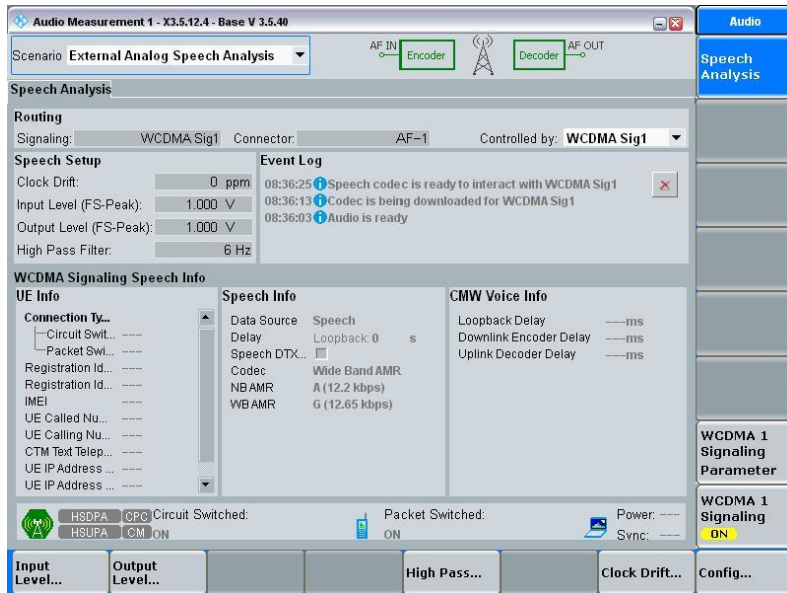 Audio Measurement 1 - X3.5.12.4 - Base V 3.5.40
Audio
Scenario External Analog Speech Analysis
AF IN Encoder Decoder AF OUT
Speech Analysis
Speech Analysis
Routing
Signaling: WCDMA Sig1 Connector: AF-1 Controlled by: WCDMA Sig1
Speech Setup
Clock Drift: 0 ppm
Input Level (FS-Peak): 1.000 V
Output Level (FS-Peak): 1.000 V
High Pass Filter: 6 Hz
Event Log
08:36:25 Speech codec is ready to interact with WCDMA Sig1
08:36:13 Codec is being downloaded for WCDMA Sig1
08:36:03 Audio is ready
WCDMA Signaling Speech Info
UE Info
Connection Ty...
Circuit Swit... ---
Packet Swi... ---
Registration Id... ---
Registration Id... ---
IMEI ---
UE Called Nu... ---
UE Calling Nu... ---
CTM Text Telep... ---
UE IP Address ... ---
UE IP Address ... ---
Speech Info
Data Source Speech
Delay Loopback: 0 s
Speech DTX...
Codec Wide Band AMR
NB AMR A (12.2 kbps)
WB AMR G (12.65 kbps)
CMW Voice Info
Loopback Delay ---ms
Downlink Encoder Delay ---ms
Uplink Decoder Delay ---ms
WCDMA 1 Signaling Parameter
WCDMA 1 Signaling ON
HSDPA CPC Circuit Switched: Packet Switched: Power: ---
HSUPA CM ON ON Sync: ---
Input Level...
Output Level...
High Pass...
Clock Drift...
Config...